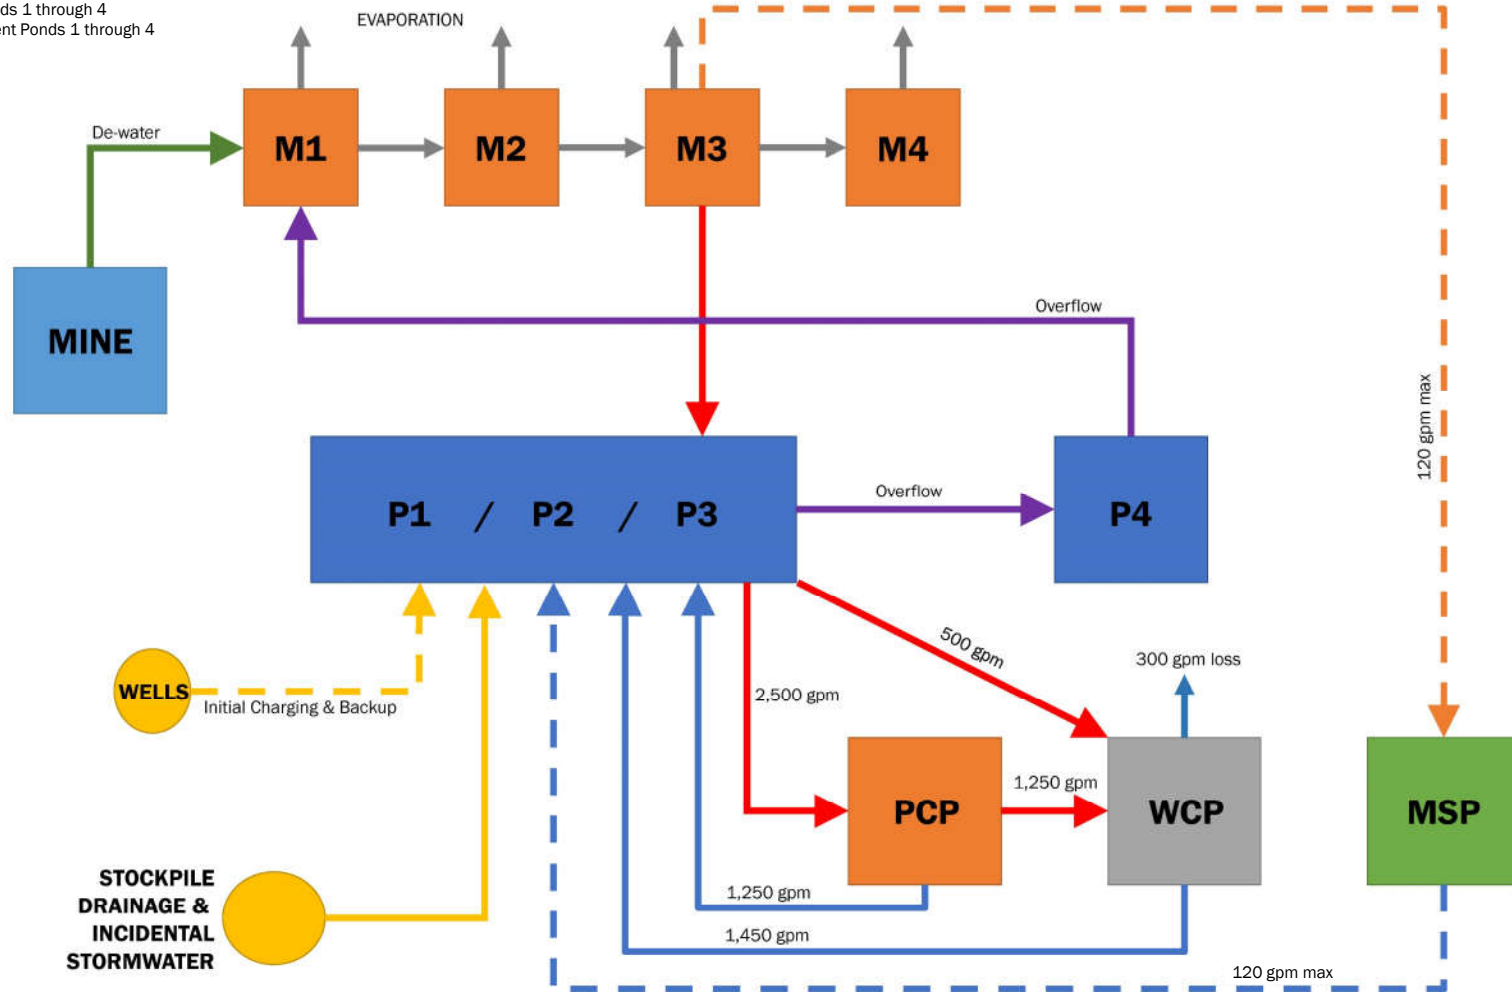 ds 1 through 4
ent Ponds 1 through 4
EVAPORATION
De-water
M1
M2
M3
M4
MINE
Overflow
120 gpm max
P1 / P2 / P3
Overflow
P4
WELLS
Initial Charging & Backup
500 gpm
300 gpm loss
2,500 gpm
PCP
1,250 gpm
WCP
MSP
STOCKPILE
DRAINAGE &
INCIDENTAL
STORMWATER
1,250 gpm
1,450 gpm
120 gpm max